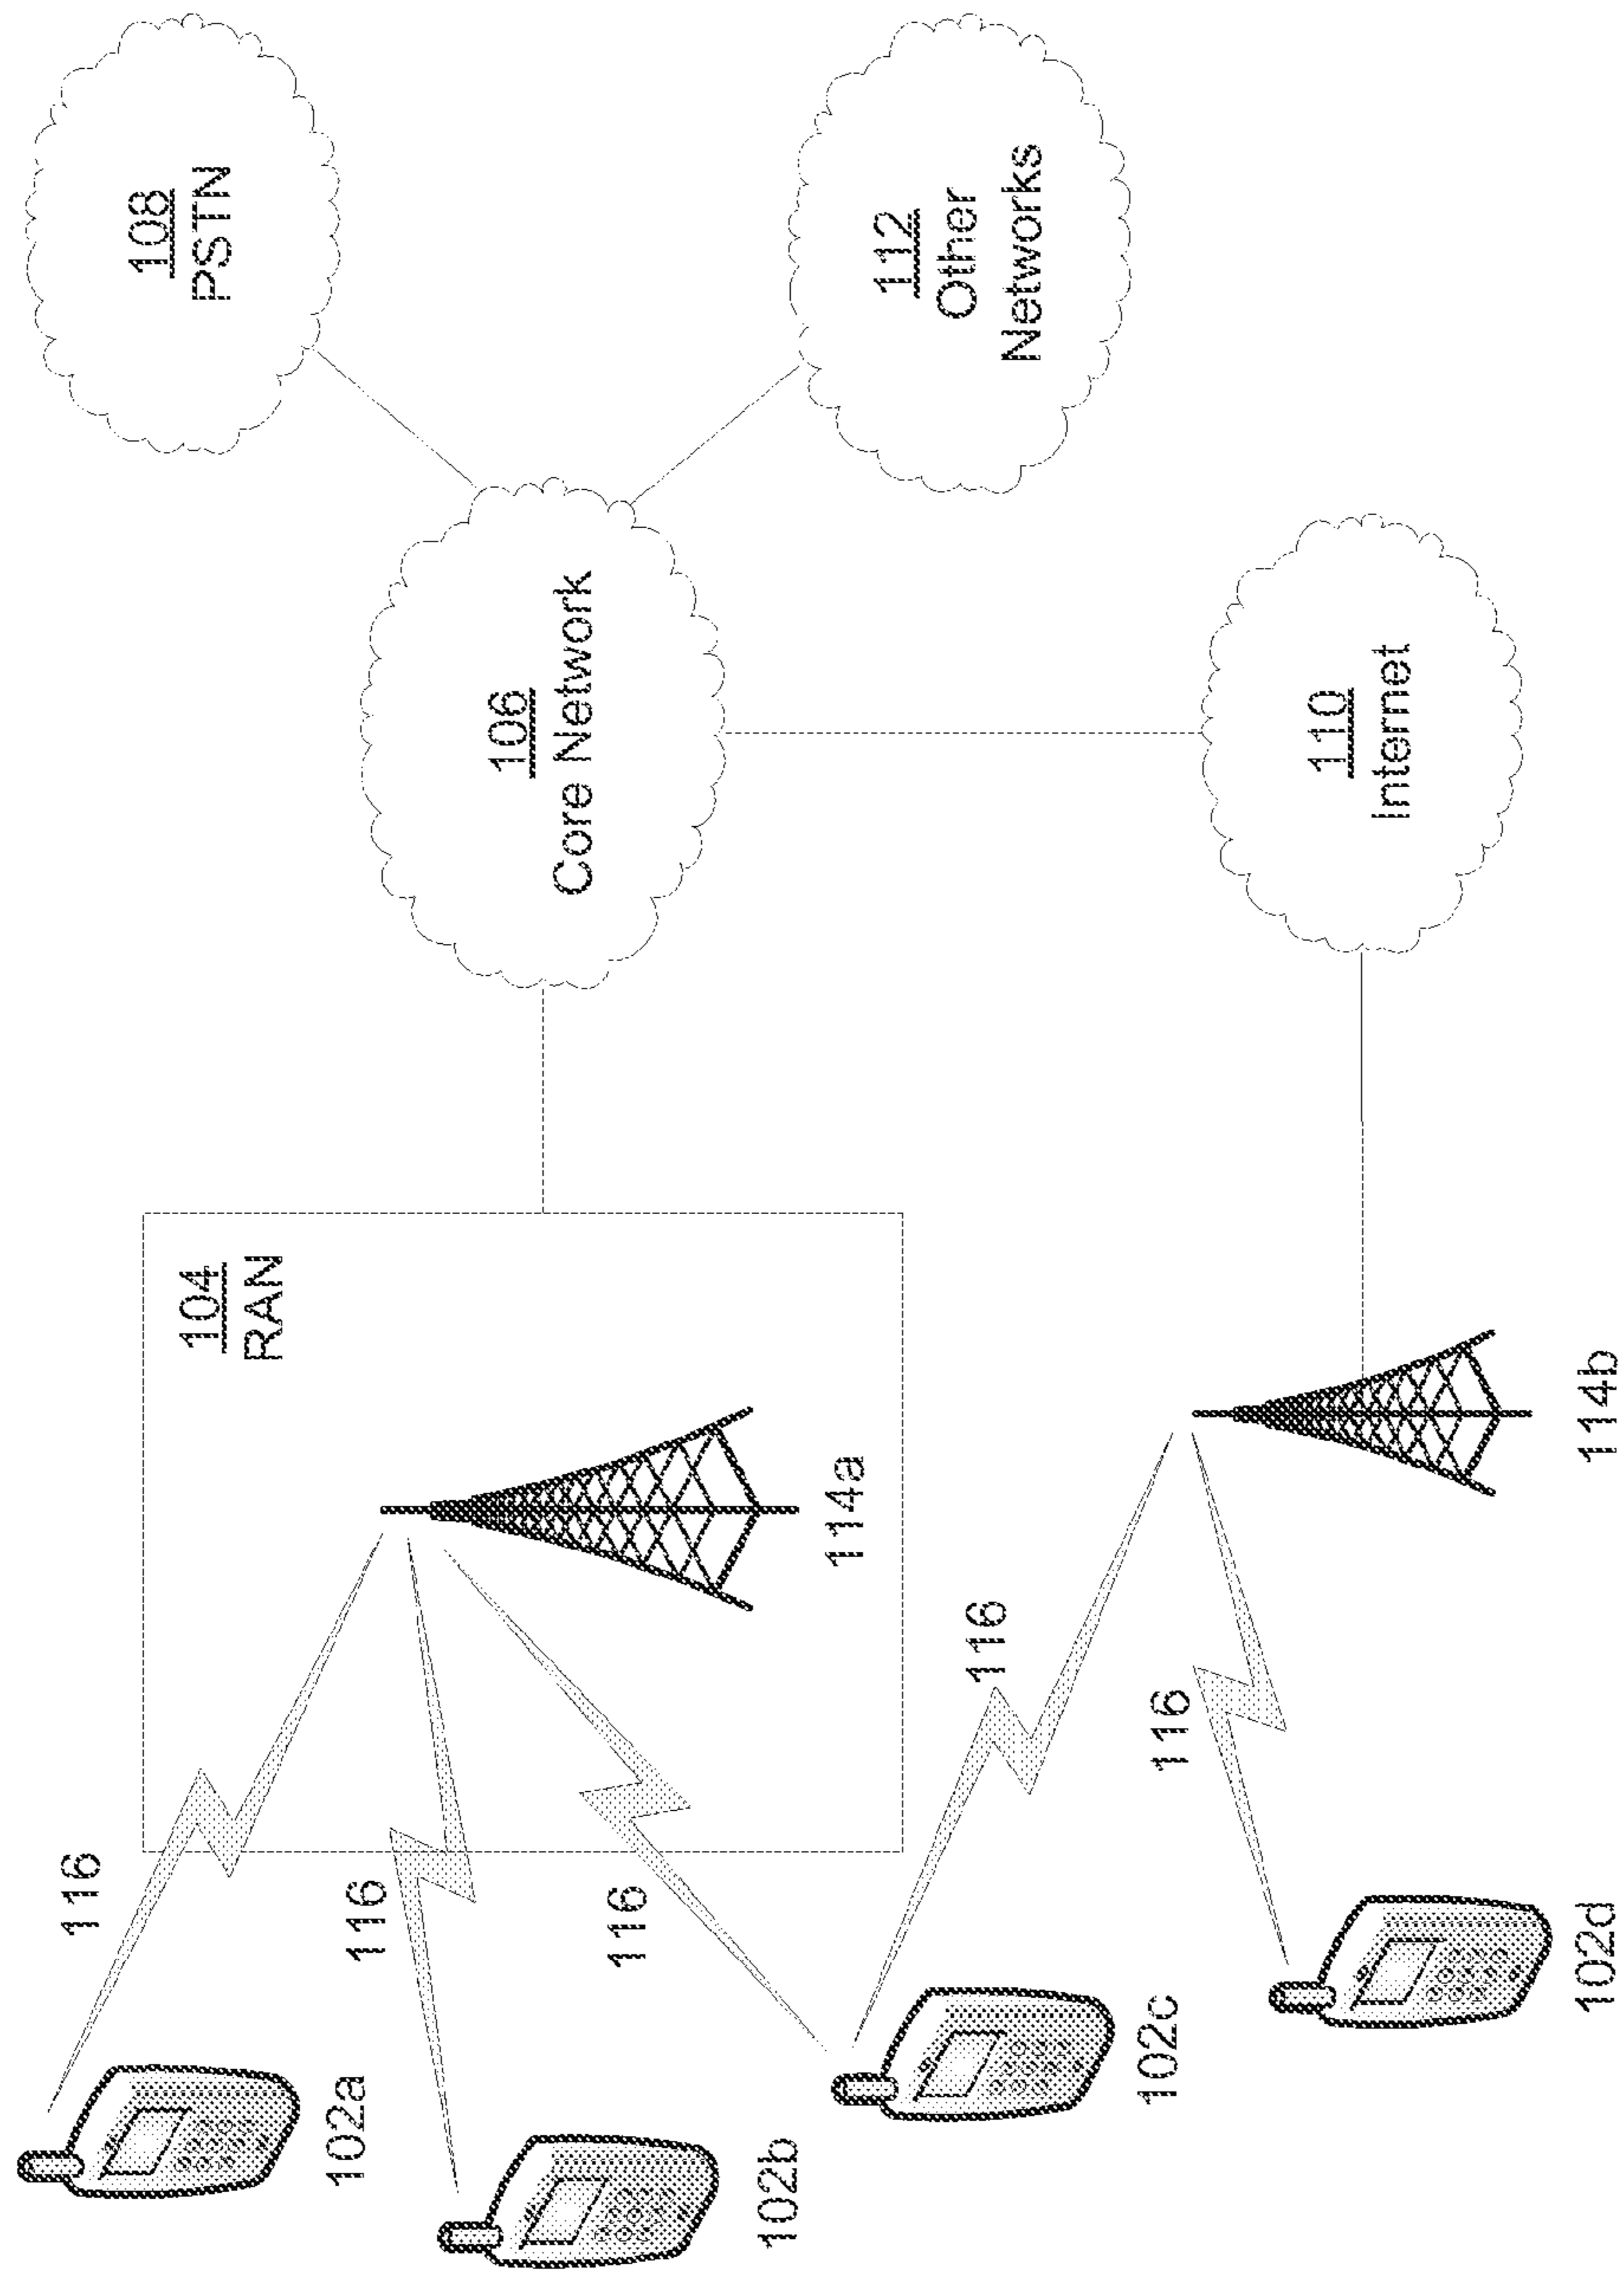 108
PSTN
106
Core Network
112
Other
Networks
104
RAN
110
Internet
114a
114b
116
116
116
116
116
102a
102b
102c
102d